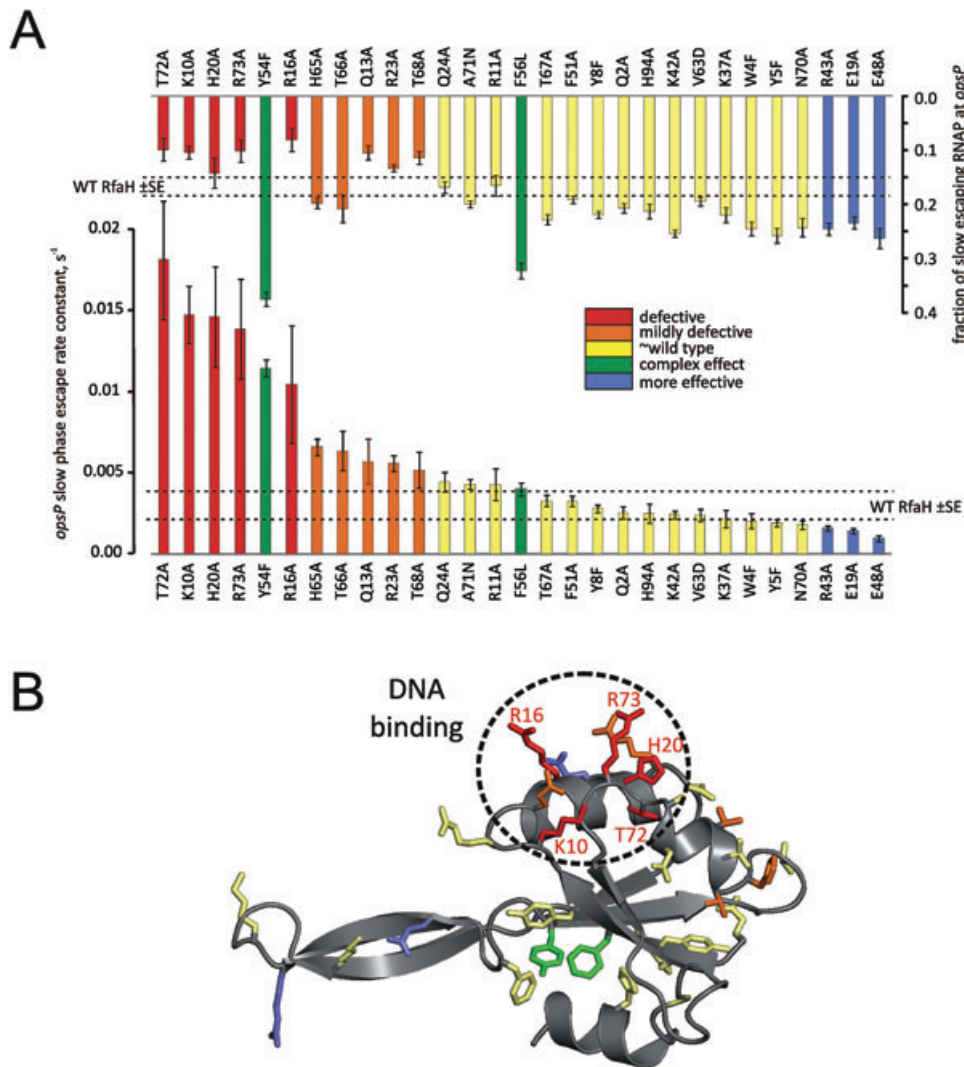 A
T72A K10A H20A R73A Y54F R16A H65A T66A Q13A R23A T68A Q24A A71N R11A F56L T67A F51A Y8F Q2A H94A K42A V63D K37A W4F Y5F N70A R43A E19A E48A
0.0
0.1
0.2
0.3
0.4
fraction of slow escaping RNAP at opsP
WT RfaH ±SE
0.02
0.015
0.01
0.005
0.00
opsP slow phase escape rate constant, s⁻¹
defective
mildly defective
~wild type
complex effect
more effective
WT RfaH ±SE
T72A K10A H20A R73A Y54F R16A H65A T66A Q13A R23A T68A Q24A A71N R11A F56L T67A F51A Y8F Q2A H94A K42A V63D K37A W4F Y5F N70A R43A E19A E48A
B
DNA
binding
R16
R73
H20
K10
T72